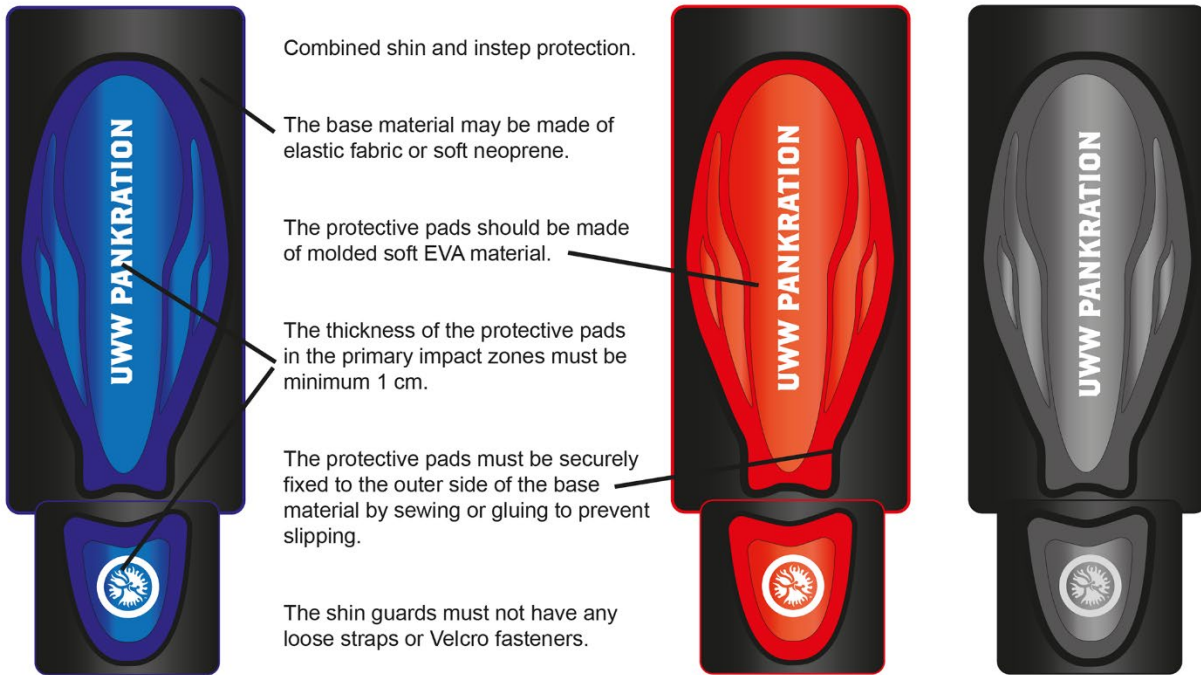 UWW PANKRATION
Combined shin and instep protection.
The base material may be made of
elastic fabric or soft neoprene.
The protective pads should be made
of molded soft EVA material.
The thickness of the protective pads
in the primary impact zones must be
minimum 1 cm.
The protective pads must be securely
fixed to the outer side of the base
material by sewing or gluing to prevent
slipping.
The shin guards must not have any
loose straps or Velcro fasteners.
UWW PANKRATION
UWW PANKRATION